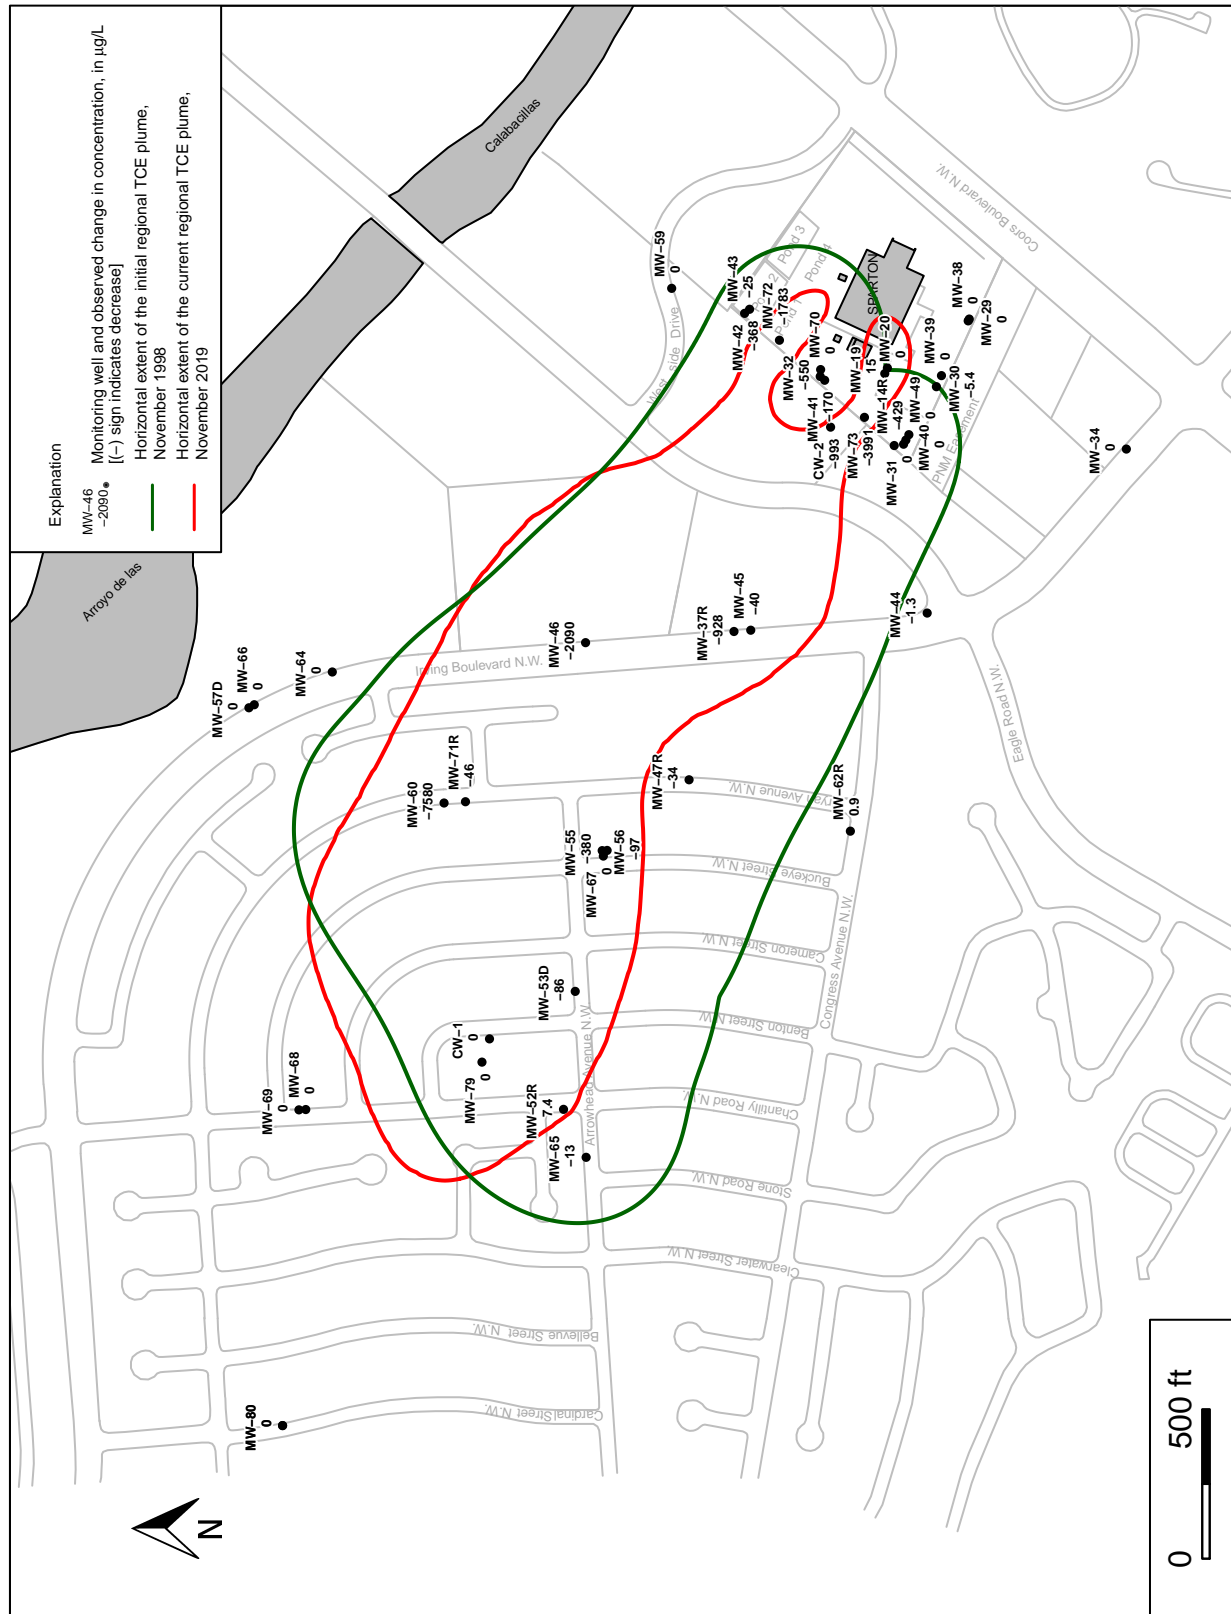 Explanation
MW−46
−2090
Monitoring well and observed change in concentration, in µg/L
[(−) sign indicates decrease]
Horizontal extent of the initial regional TCE plume,
November 1998
Horizontal extent of the current regional TCE plume,
November 2019
Arroyo de las
Calabacillas
West side Drive
Coors Boulevard N.W.
Irving Boulevard N.W.
Eagle Road N.W.
PNM Easement
Pond 3
Pond 4
SPARTON
MW−59
0
MW−43
−25
MW−42
−368
MW−72
−1783
MW−70
0
MW−32
−550
MW−41
−170
CW−2
−993
MW−19
15
MW−20
0
MW−14R
−429
MW−73
−3991
MW−49
0
MW−40
0
MW−31
0
MW−39
0
MW−30
−5.4
MW−38
0
MW−29
0
MW−34
0
MW−44
−1.3
MW−45
−40
MW−37R
−928
MW−46
−2090
MW−64
0
MW−66
0
MW−57D
0
MW−71R
−46
MW−60
−7580
MW−47R
−34
MW−62R
0.9
MW−55
−380
MW−56
−97
MW−67
0
MW−53D
−86
CW−1
0
MW−79
0
MW−52R
7.4
MW−65
−13
MW−68
0
MW−69
0
MW−80
0
Buckeye Street N.W.
Cameron Street N.W.
Congress Avenue N.W.
Benton Street N.W.
Arrowhead Avenue N.W.
Chantilly Road N.W.
Stone Road N.W.
Clearwater Street N.W.
Bellevue Street N.W.
Cardinal Street N.W.
N
0
500 ft